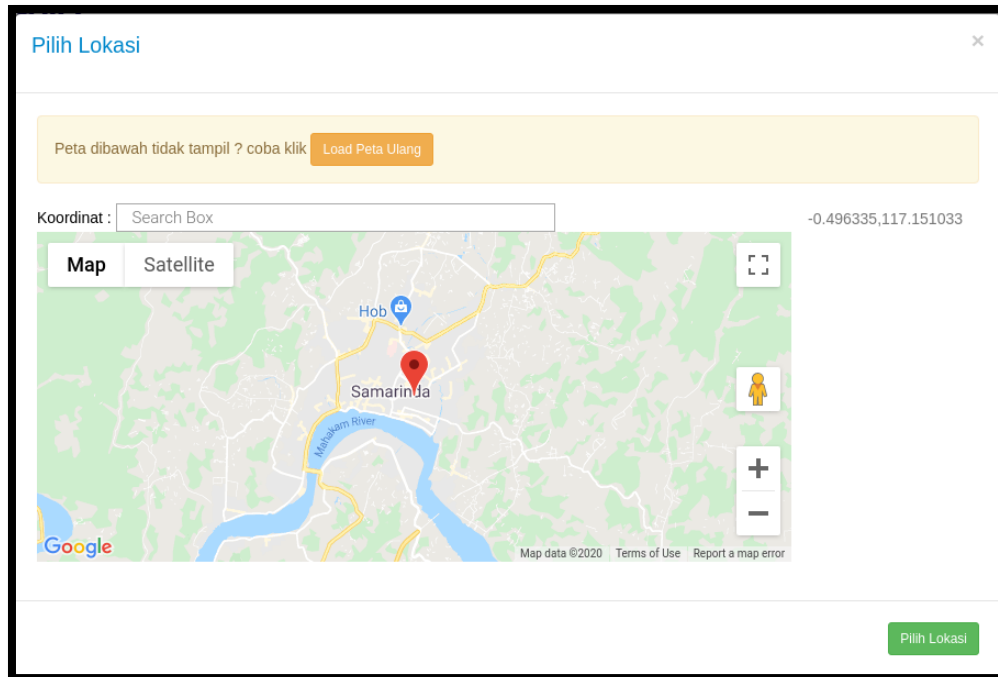 Pilih Lokasi ×
Peta dibawah tidak tampil ? coba klik Load Peta Ulang
Koordinat : Search Box -0.496335,117.151033
Map Satellite
Hob
Samarinda
Mahakam River
Google
Map data ©2020 Terms of Use Report a map error
Pilih Lokasi